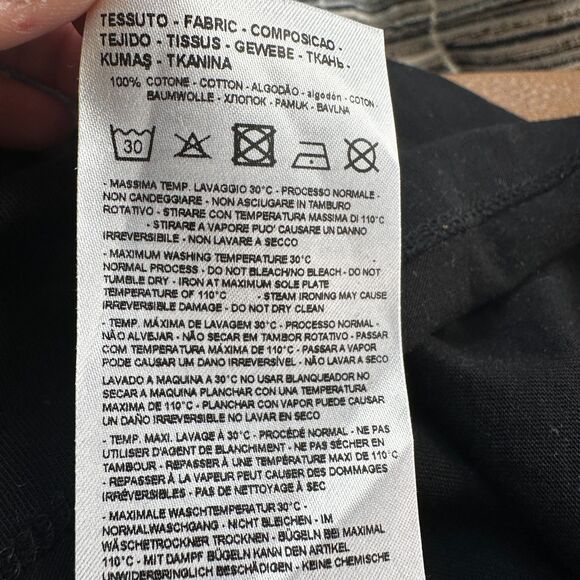 TESSUTO - FABRIC - COMPOSICAO -
TEJIDO - TISSUS - GEWEBE - TKAHЬ -
KUMAŞ - TKANINA
100% COTONE - COTTON - ALGODÃO - algodón - COTON -
BAUMWOLLE - ХЛОПОК - PAMUK - BAVLNA
30
- MASSIMA TEMP. LAVAGGIO 30°C - PROCESSO NORMALE -
NON CANDEGGIARE - NON ASCIUGARE IN TAMBURO
ROTATIVO - STIRARE CON TEMPERATURA MASSIMA DI 110°C
- STIRARE A VAPORE PUO' CAUSARE UN DANNO
IRREVERSIBILE - NON LAVARE A SECCO
- MAXIMUM WASHING TEMPERATURE 30°C
NORMAL PROCESS - DO NOT BLEACH/NO BLEACH - DO NOT
TUMBLE DRY - IRON AT MAXIMUM SOLE PLATE
TEMPERATURE OF 110°C - STEAM IRONING MAY CAUSE
IRREVERSIBLE DAMAGE - DO NOT DRY CLEAN
- TEMP. MÁXIMA DE LAVAGEM 30°C - PROCESSO NORMAL -
NÃO ALVEJAR - NÃO SECAR EM TAMBOR ROTATIVO - PASSAR
COM TEMPERATURA MÁXIMA DE 110°C - PASSAR A VAPOR
PODE CAUSAR UM DANO IRREVERSÍVEL - NÃO LAVAR A SECO
LAVADO A MAQUINA A 30°C NO USAR BLANQUEADOR NO
SECAR A MAQUINA PLANCHAR CON UNA TEMPERATURA
MAXIMA DE 110°C - PLANCHAR CON VAPOR PUEDE CAUSAR
UN DAÑO IRREVERSIBLE NO LAVAR EN SECO
- TEMP. MAXI. LAVAGE À 30°C - PROCÉDÉ NORMAL - NE PAS
UTILISER D'AGENT DE BLANCHIMENT - NE PAS SÉCHER EN
TAMBOUR - REPASSER À UNE TEMPÉRATURE MAXI DE 110°C
- REPASSER À LA VAPEUR PEUT CAUSER DES DOMMAGES
IRRÉVERSIBLES - PAS DE NETTOYAGE À SEC
- MAXIMALE WASCHTEMPERATUR 30°C -
NORMALWASCHGANG - NICHT BLEICHEN - IM
WÄSCHETROCKNER TROCKNEN - BÜGELN BEI MAXIMAL
110°C - MIT DAMPF BÜGELN KANN DEN ARTIKEL
UNWIDERBRINGLICH BESCHÄDIGEN - KEINE CHEMISCHE